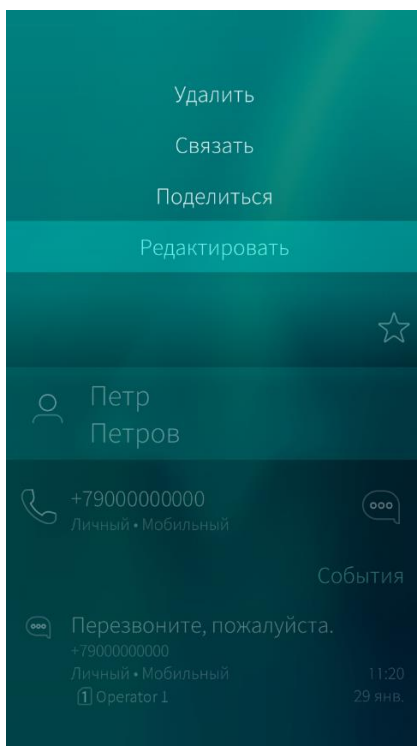 Удалить
Связать
Поделиться
Редактировать
Петр
Петров
+79000000000
Личный • Мобильный
События
Перезвоните, пожалуйста.
+79000000000
Личный • Мобильный 11:20
1 Operator 1 29 янв.